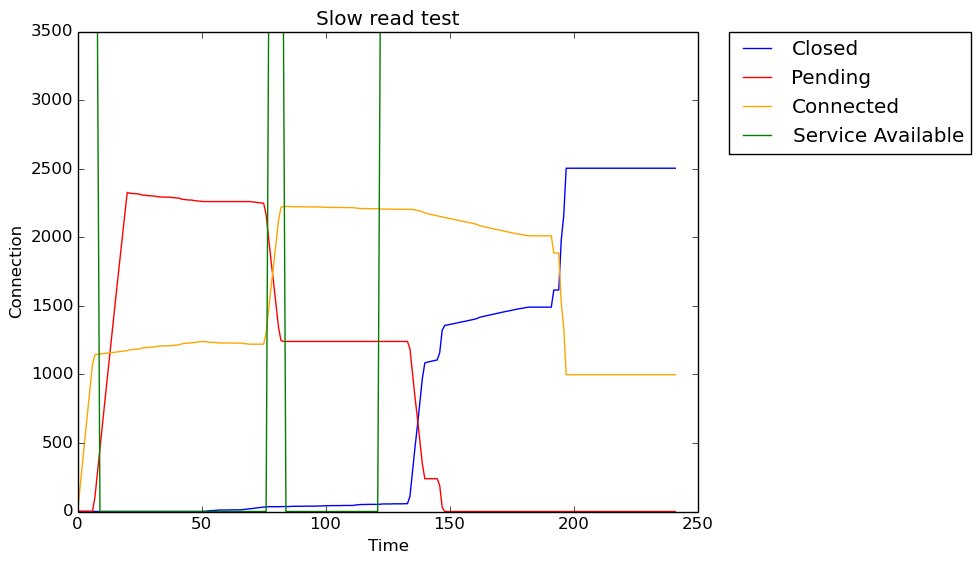 Slow read test
3500
3000
2500
2000
1500
1000
500
0
Connection
0 50 100 150 200 250
Time
Closed
Pending
Connected
Service Available